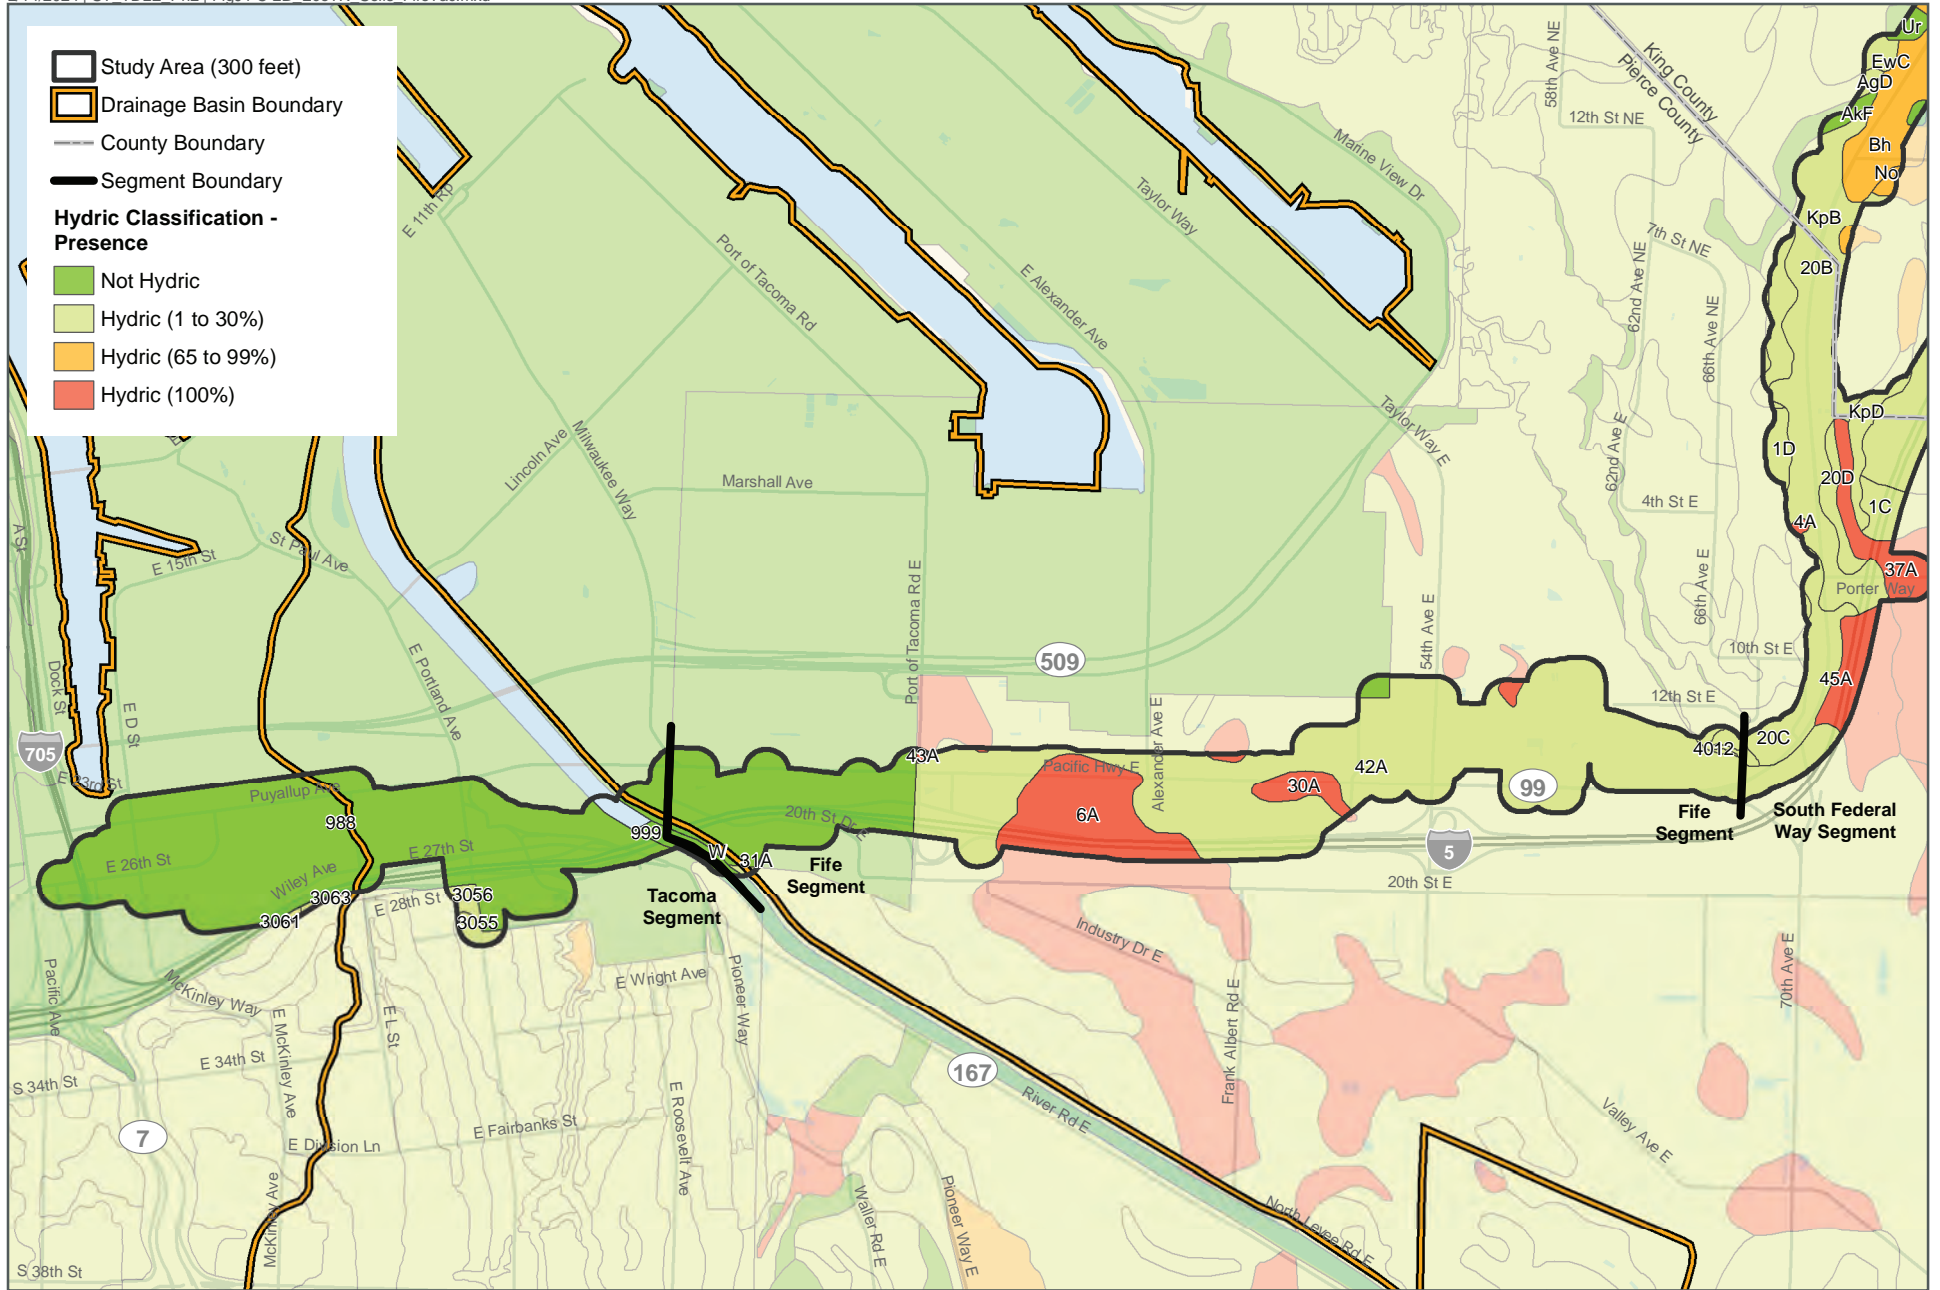 Study Area (300 feet)
Drainage Basin Boundary
County Boundary
Segment Boundary
Hydric Classification -
Presence
Not Hydric
Hydric (1 to 30%)
Hydric (65 to 99%)
Hydric (100%)
King County
Pierce County
58th Ave NE
12th St NE
7th St NE
62nd Ave NE
66th Ave NE
62nd Ave E
4th St E
66th Ave E
10th St E
12th St E
Ur
EwC
AgD
AkF
Bh
No
KpB
20B
KpD
1D
20D
1C
4A
37A
Porter Way
45A
20C
4012
Marine View Dr
Taylor Way
E Alexander Ave
Port of Tacoma Rd
E 11th Rp
Taylor Way E
Lincoln Ave
Milwaukee Way
Marshall Ave
St Paul Ave
E 15th St
A St
Dock St
E D St
E Portland Ave
Port of Tacoma Rd E
54th Ave E
509
705
E 23rd St
Puyallup Ave
43A
Pacific Hwy E
Alexander Ave E
42A
30A
6A
99
20th St Dr E
988
999
W
31A
E 26th St
E 27th St
Wiley Ave
3063
3061
E 28th St
3056
3055
Tacoma
Segment
Fife
Segment
Fife
Segment
South Federal
Way Segment
5
20th St E
Industry Dr E
Frank Albert Rd E
70th Ave E
Valley Ave E
Pacific Ave
McKinley Way
E McKinley Ave
E L St
E Wright Ave
Pioneer Way
E 34th St
S 34th St
7
E Division Ln
E Fairbanks St
E Roosevelt Ave
167
River Rd E
North Levee Rd E
Waller Rd E
Pioneer Way E
McKinley Ave
S 38th St